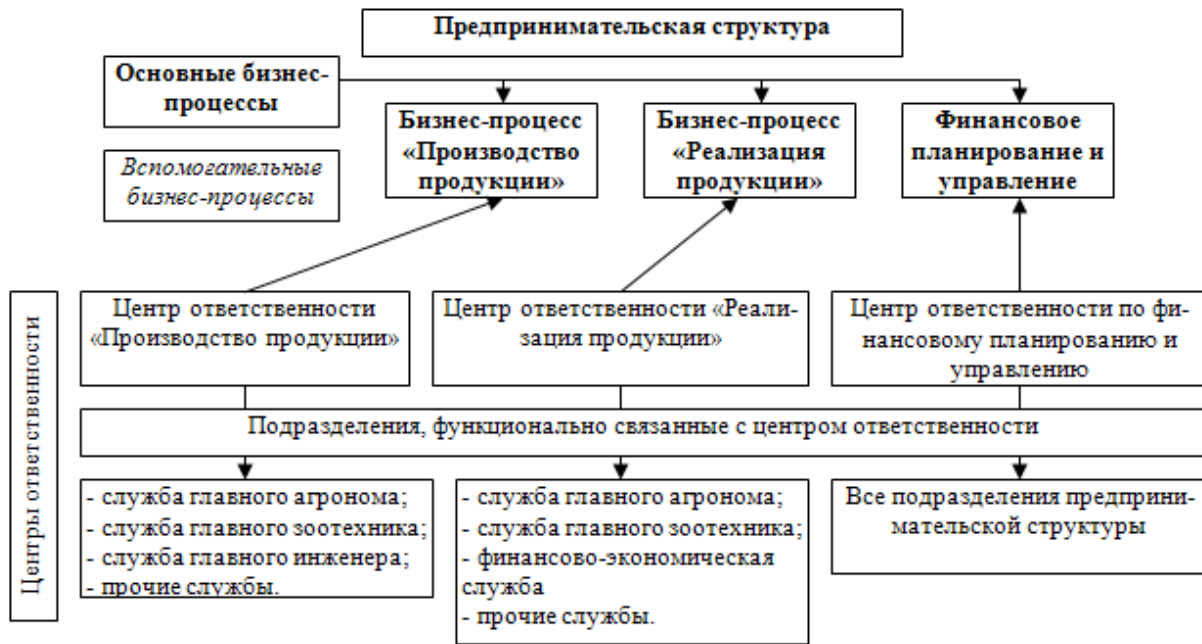 Предпринимательская структура
Основные бизнес-
процессы
Бизнес-процесс
«Производство
продукции»
Бизнес-процесс
«Реализация
продукции»
Финансовое
планирование и
управление
Вспомогательные
бизнес-процессы
Центры ответственности
Центр ответственности
«Производство продукции»
Центр ответственности «Реали-
зация продукции»
Центр ответственности по фи-
нансовому планированию и
управлению
Подразделения, функционально связанные с центром ответственности
- служба главного агронома;
- служба главного зоотехника;
- служба главного инженера;
- прочие службы.
- служба главного агронома;
- служба главного зоотехника;
- финансово-экономическая
служба
- прочие службы.
Все подразделения предприни-
мательской структуры